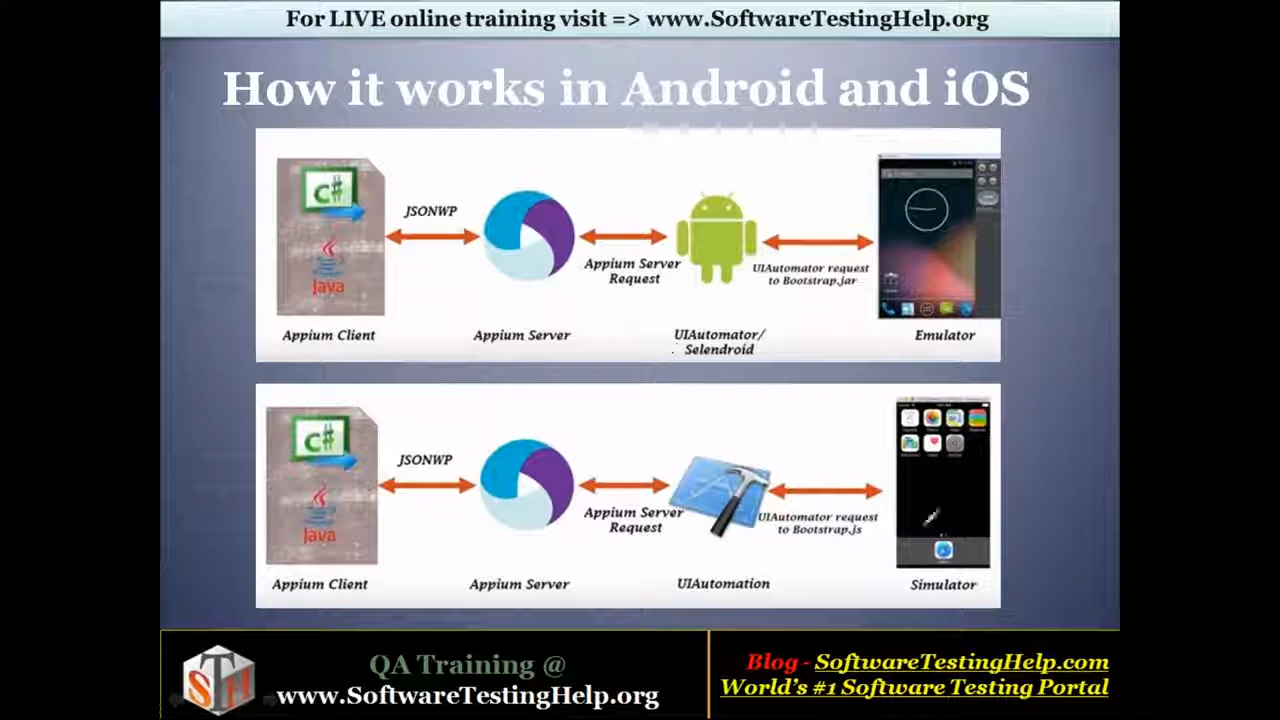 For LIVE online training visit => www.SoftwareTestingHelp.org
How it works in Android and iOS
C#
Java
JSONWP
Appium Server
Request
UIAutomator request
to Bootstrap.jar
Appium Client
Appium Server
UIAutomator/
Selendroid
Emulator
C#
Java
JSONWP
Appium Server
Request
UIAutomator request
to Bootstrap.js
Appium Client
Appium Server
UIAutomation
Simulator
STH
QA Training @
www.SoftwareTestingHelp.org
Blog - SoftwareTestingHelp.com
World's #1 Software Testing Portal